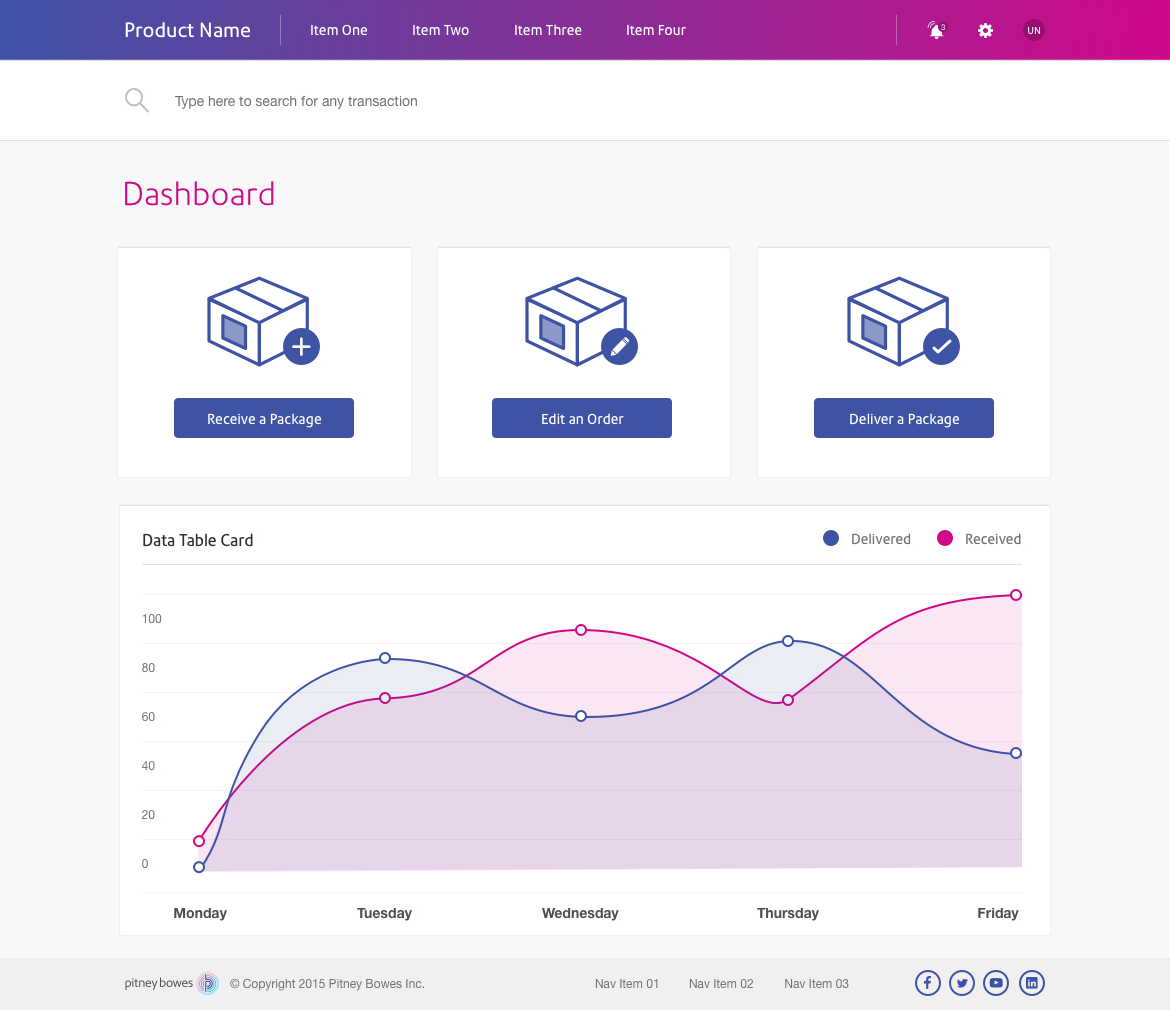 Product Name
Item One
Item Two
Item Three
Item Four
3
UN
Type here to search for any transaction
Dashboard
Receive a Package
Edit an Order
Deliver a Package
Data Table Card
Delivered
Received
100
80
60
40
20
0
Monday
Tuesday
Wednesday
Thursday
Friday
pitney bowes
© Copyright 2015 Pitney Bowes Inc.
Nav Item 01
Nav Item 02
Nav Item 03